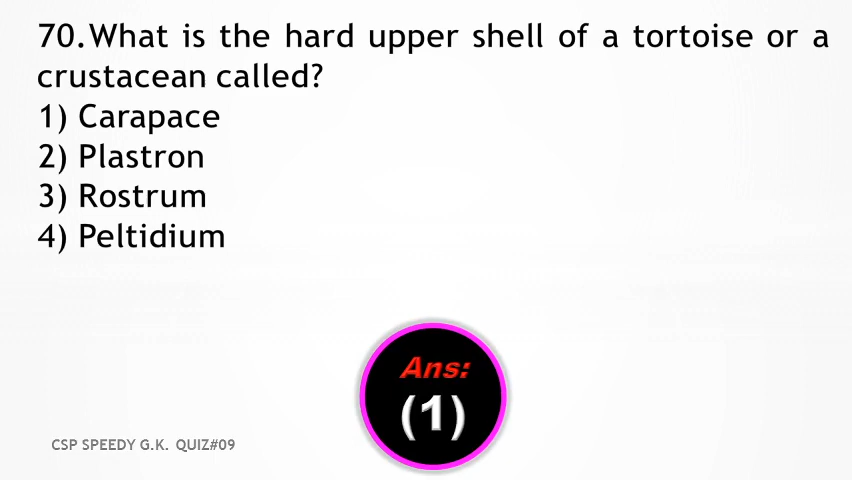 70.What is the hard upper shell of a tortoise or a
crustacean called?
1) Carapace
2) Plastron
3) Rostrum
4) Peltidium
Ans:
(1)
CSP SPEEDY G.K. QUIZ#09